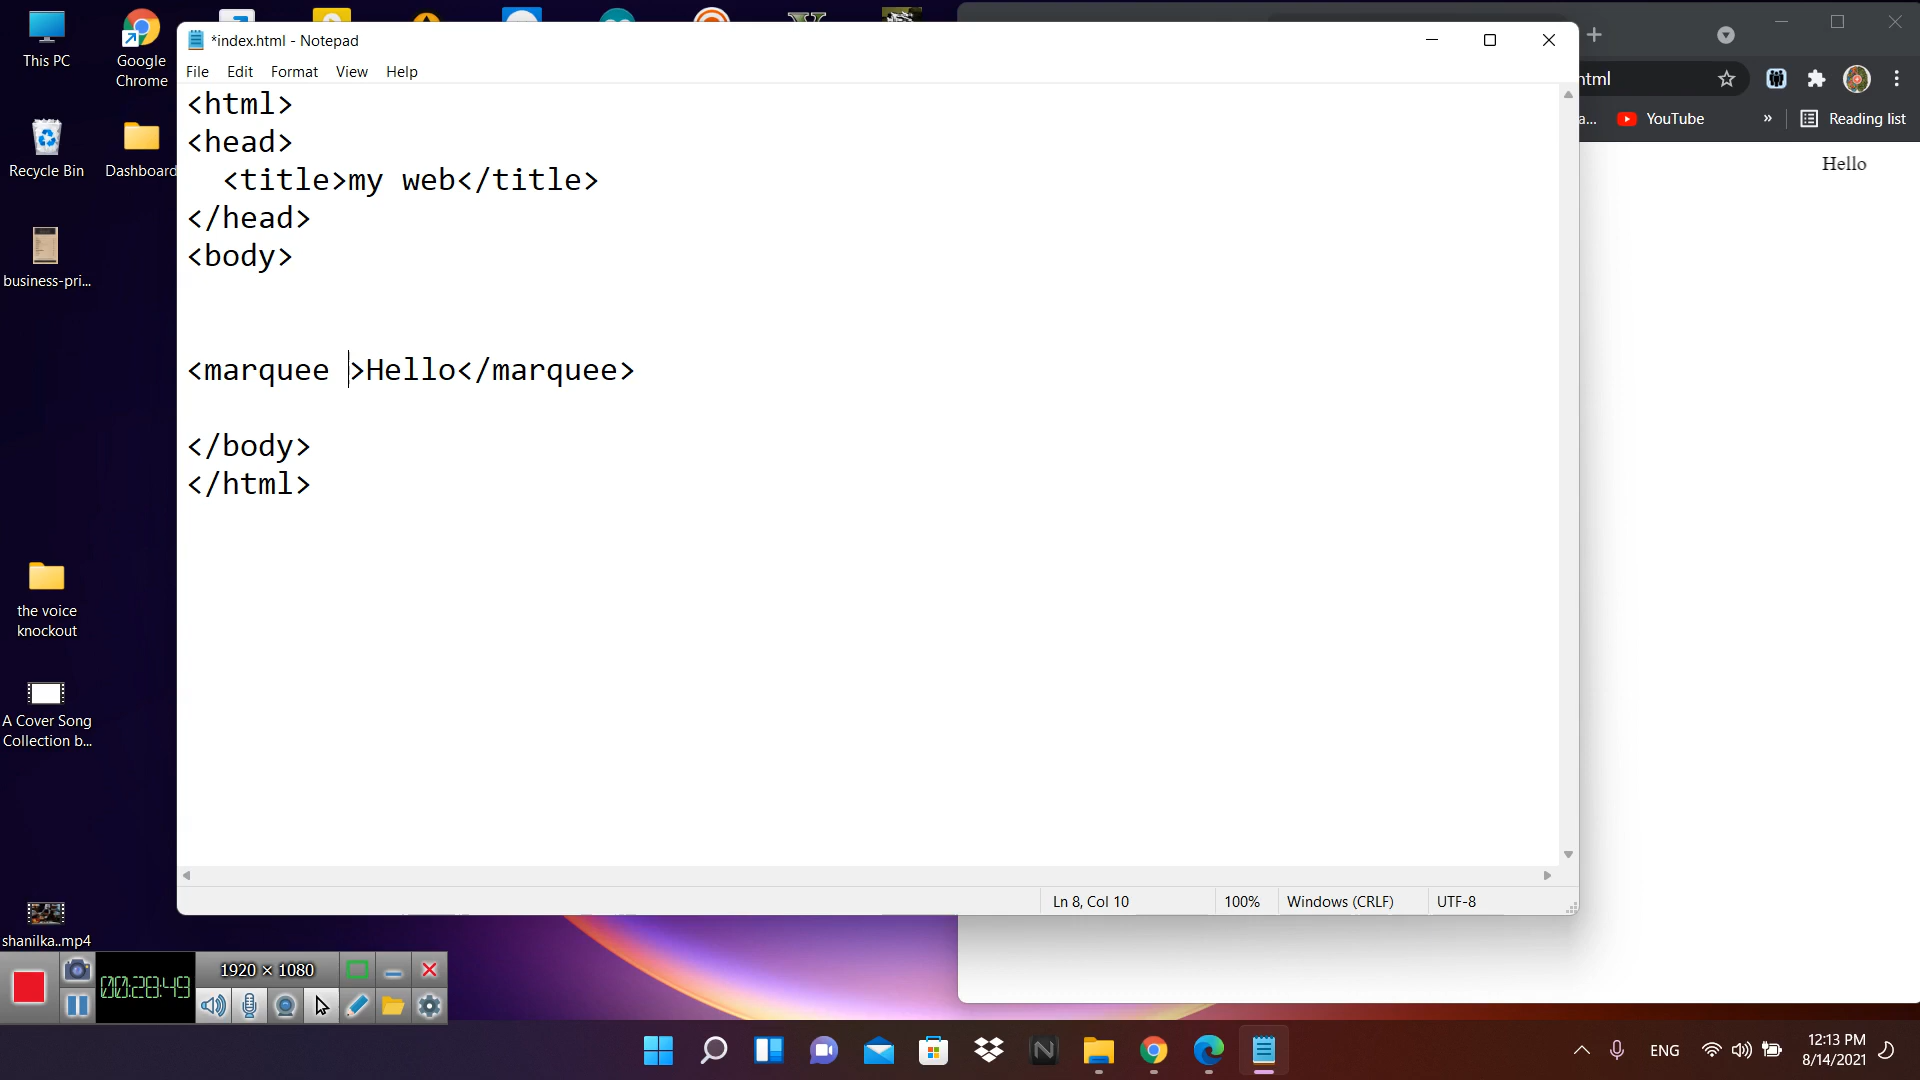 This PC
Google
Chrome
Recycle Bin
Dashboard
business-pri...
the voice
knockout
A Cover Song
Collection b...
shanilka..mp4
*index.html - Notepad
File Edit Format View Help
<html>
<head>
<title>my web</title>
</head>
<body>
<marquee >Hello</marquee>
</body>
</html>
Ln 8, Col 10
100%
Windows (CRLF)
UTF-8
html
a...
YouTube
»
Reading list
Hello
00:28:49
1920 × 1080
ENG
12:13 PM
8/14/2021